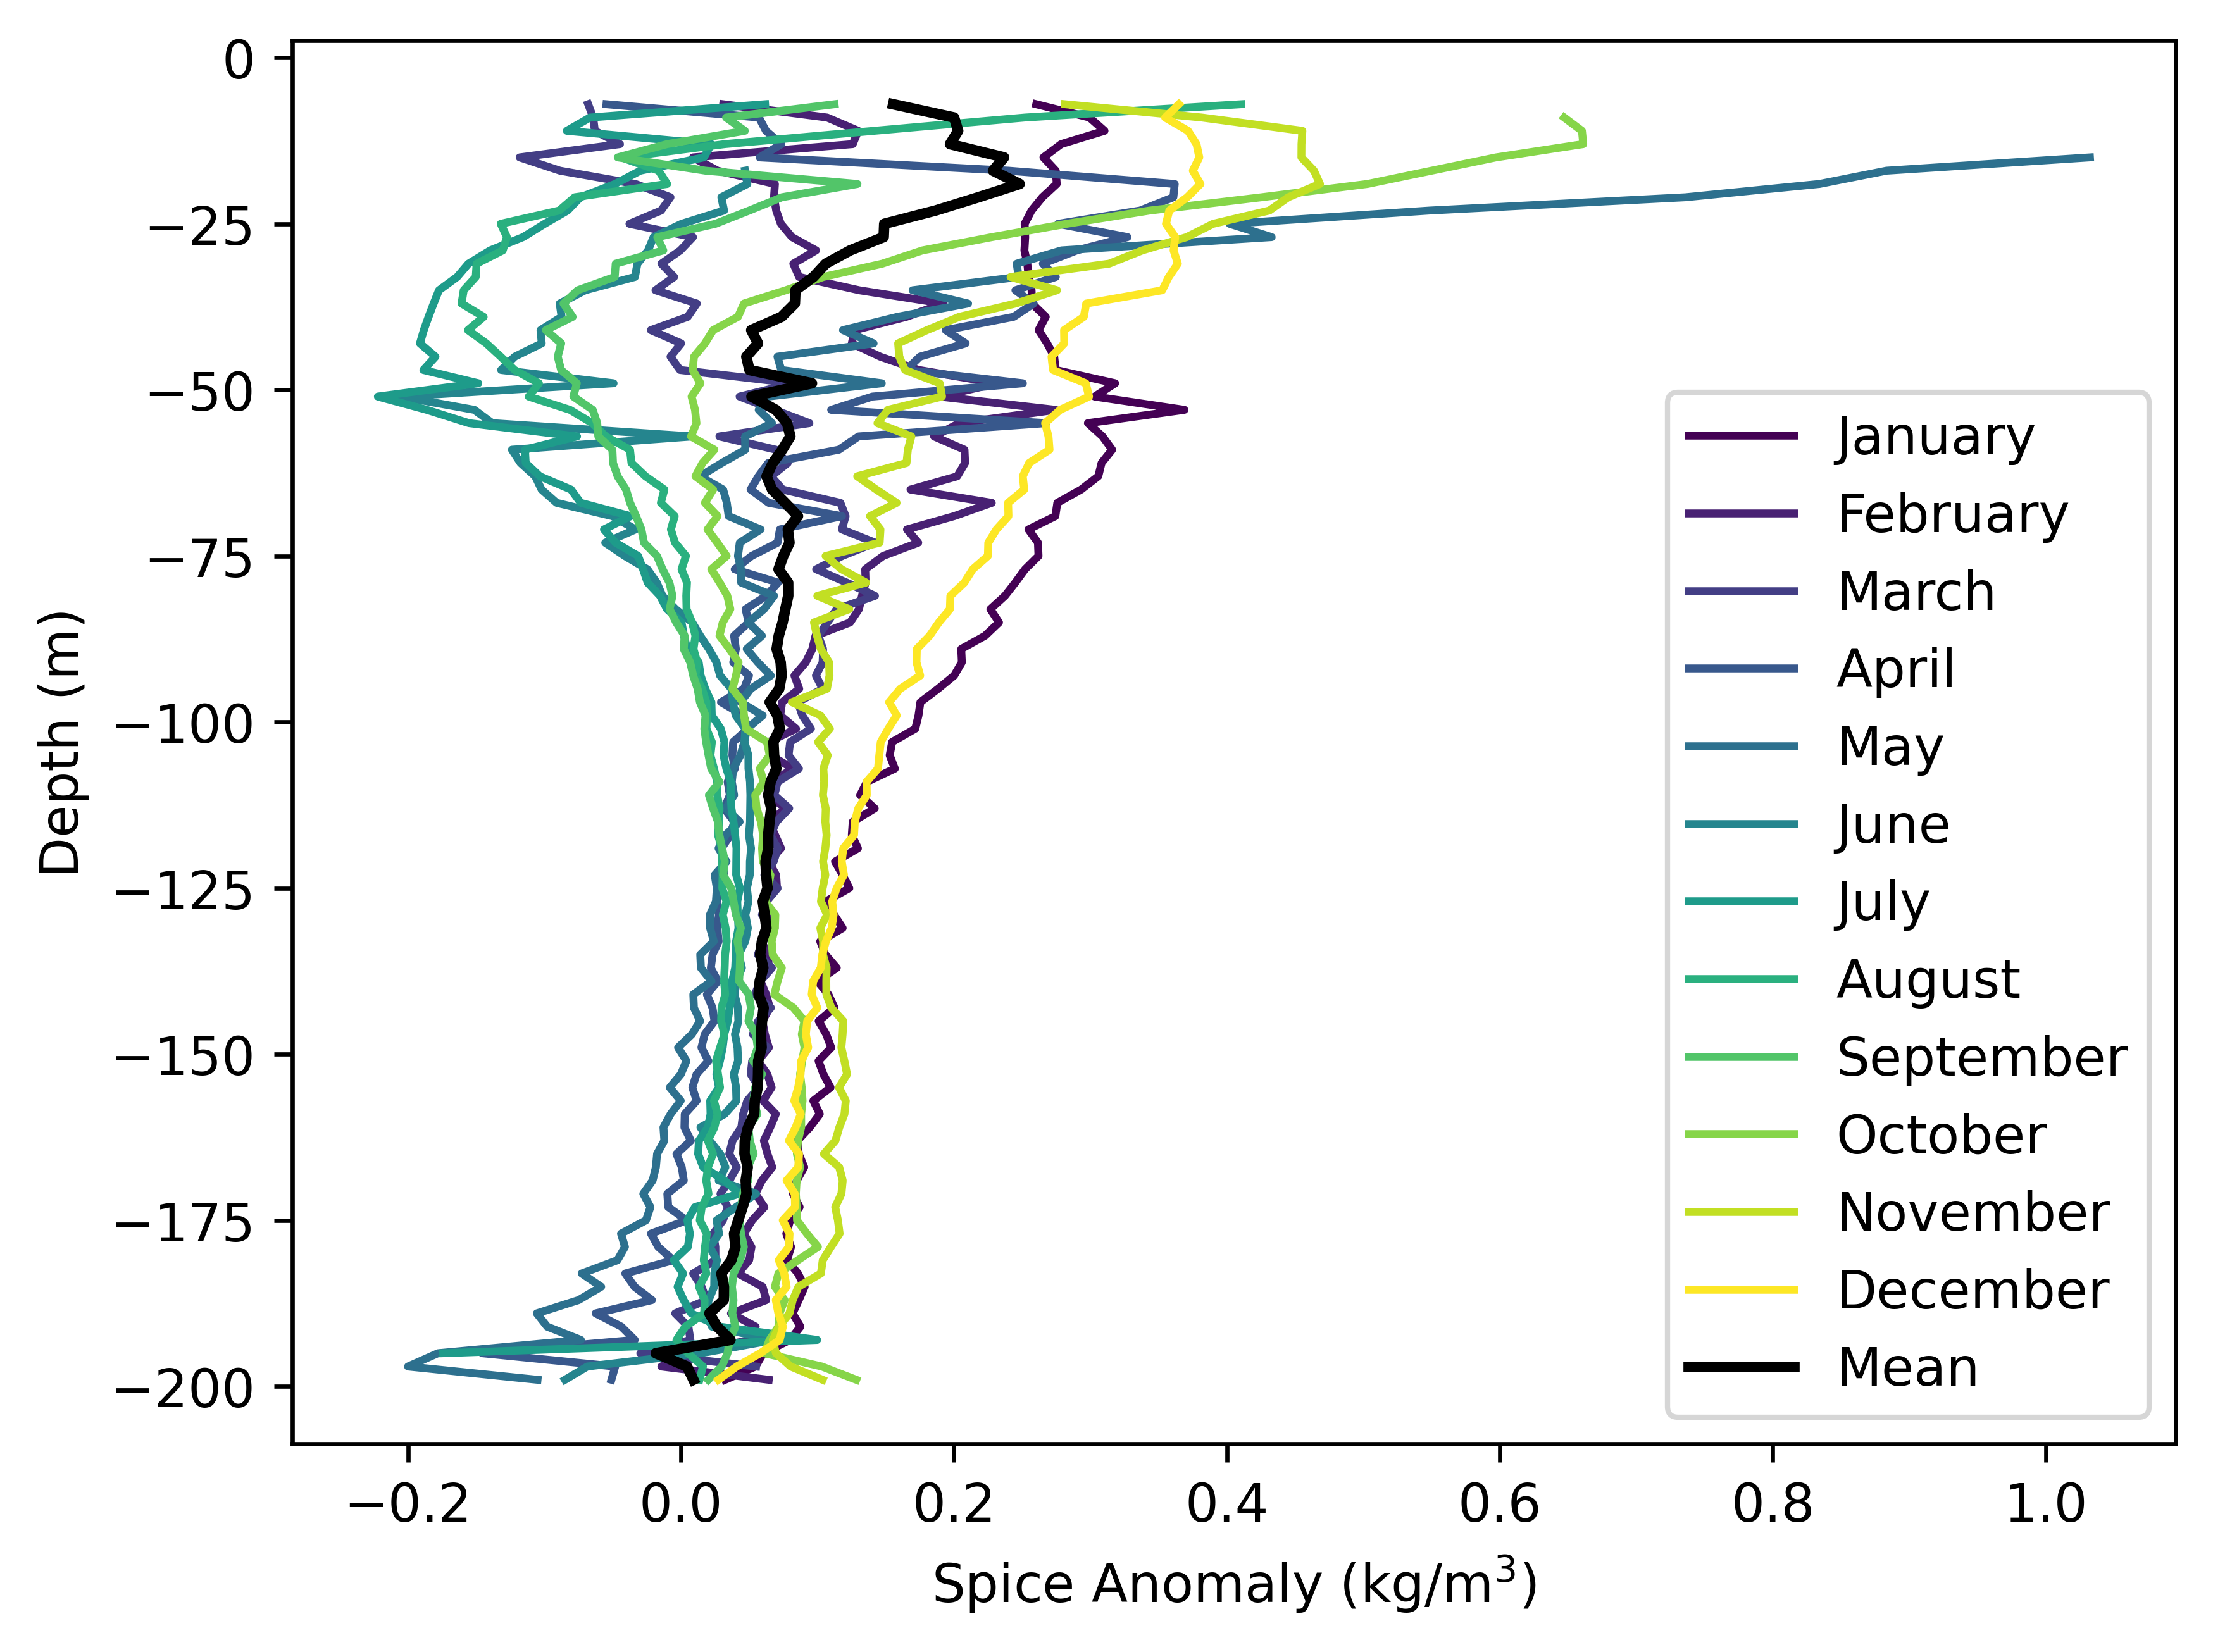 0
−25
−50
−75
−100
−125
−150
−175
−200
Depth (m)
−0.2 0.0 0.2 0.4 0.6 0.8 1.0
Spice Anomaly (kg/m³)
January
February
March
April
May
June
July
August
September
October
November
December
Mean